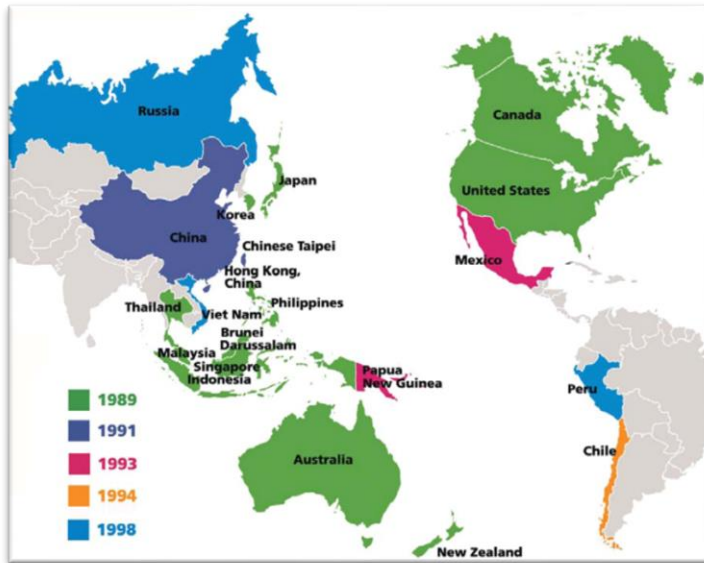 Russia
Canada
Japan
United States
Korea
China
Chinese Taipei
Mexico
Hong Kong,
China
Thailand
Philippines
Viet Nam
Brunei
Darussalam
Malaysia
Singapore
Indonesia
Papua
New Guinea
Peru
1989
1991
Chile
Australia
1993
1994
1998
New Zealand